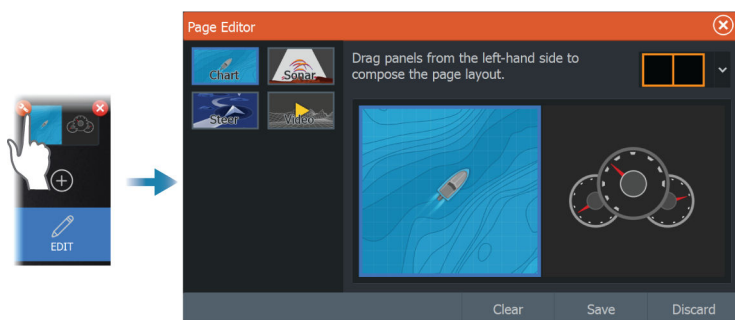 EDIT
Page Editor
Chart
Sonar
Steer
Video
Drag panels from the left-hand side to
compose the page layout.
Clear
Save
Discard